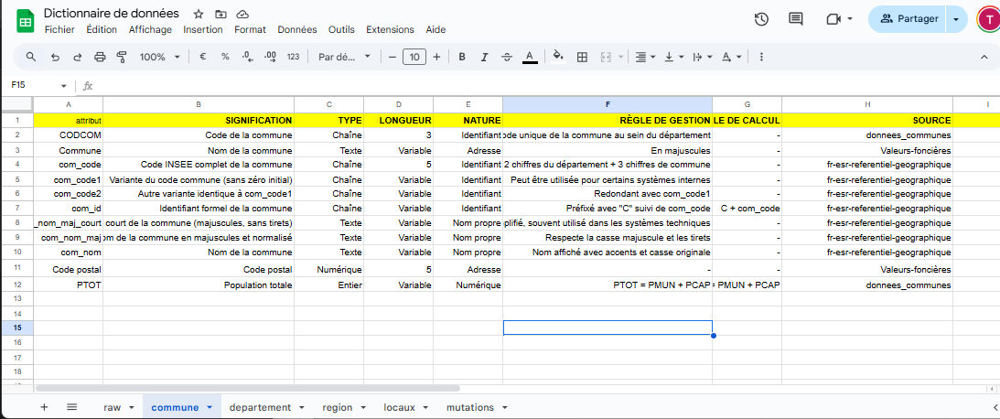 Dictionnaire de données
Fichier Édition Affichage Insertion Format Données Outils Extensions Aide
Partager
T
100% € % .0 .00 123 Par dé... − 10 + B I S A
F15 fx
A B C D E F G H I
1 attribut SIGNIFICATION TYPE LONGUEUR NATURE RÈGLE DE GESTION LE DE CALCUL SOURCE
2 CODCOM Code de la commune Chaîne 3 Identifiant ode unique de la commune au sein du département - donnees_communes
3 Commune Nom de la commune Texte Variable Adresse En majuscules - Valeurs-foncières
4 com_code Code INSEE complet de la commune Chaîne 5 Identifiant 2 chiffres du département + 3 chiffres de commune - fr-esr-referentiel-geographique
5 com_code1 Variante du code commune (sans zéro initial) Chaîne Variable Identifiant Peut être utilisée pour certains systèmes internes - fr-esr-referentiel-geographique
6 com_code2 Autre variante identique à com_code1 Chaîne Variable Identifiant Redondant avec com_code1 - fr-esr-referentiel-geographique
7 com_id Identifiant formel de la commune Chaîne Variable Identifiant Préfixé avec "C" suivi de com_code C + com_code fr-esr-referentiel-geographique
8 _nom_maj_court court de la commune (majuscules, sans tirets) Texte Variable Nom propre plifié, souvent utilisé dans les systèmes techniques - fr-esr-referentiel-geographique
9 com_nom_maj om de la commune en majuscules et normalisé Texte Variable Nom propre Respecte la casse majuscule et les tirets - fr-esr-referentiel-geographique
10 com_nom Nom de la commune Texte Variable Nom propre Nom affiché avec accents et casse originale - fr-esr-referentiel-geographique
11 Code postal Code postal Numérique 5 Adresse - - Valeurs-foncières
12 PTOT Population totale Entier Variable Numérique PTOT = PMUN + PCAP = PMUN + PCAP donnees_communes
13
14
15
16
17
18
+ raw commune departement region locaux mutations